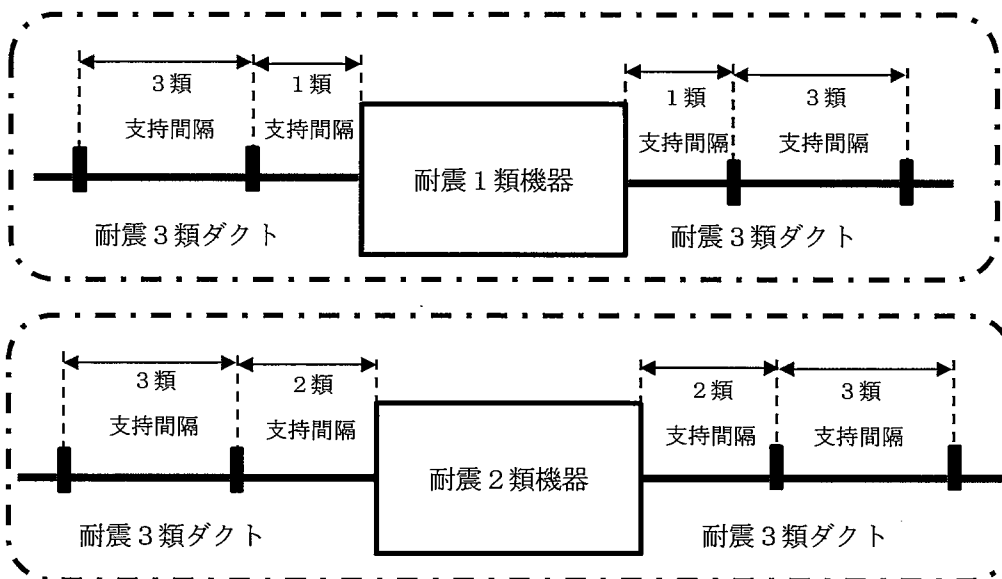 3類
支持間隔
1類
支持間隔
1類
支持間隔
3類
支持間隔
耐震1類機器
耐震3類ダクト
耐震3類ダクト
3類
支持間隔
2類
支持間隔
2類
支持間隔
3類
支持間隔
耐震2類機器
耐震3類ダクト
耐震3類ダクト